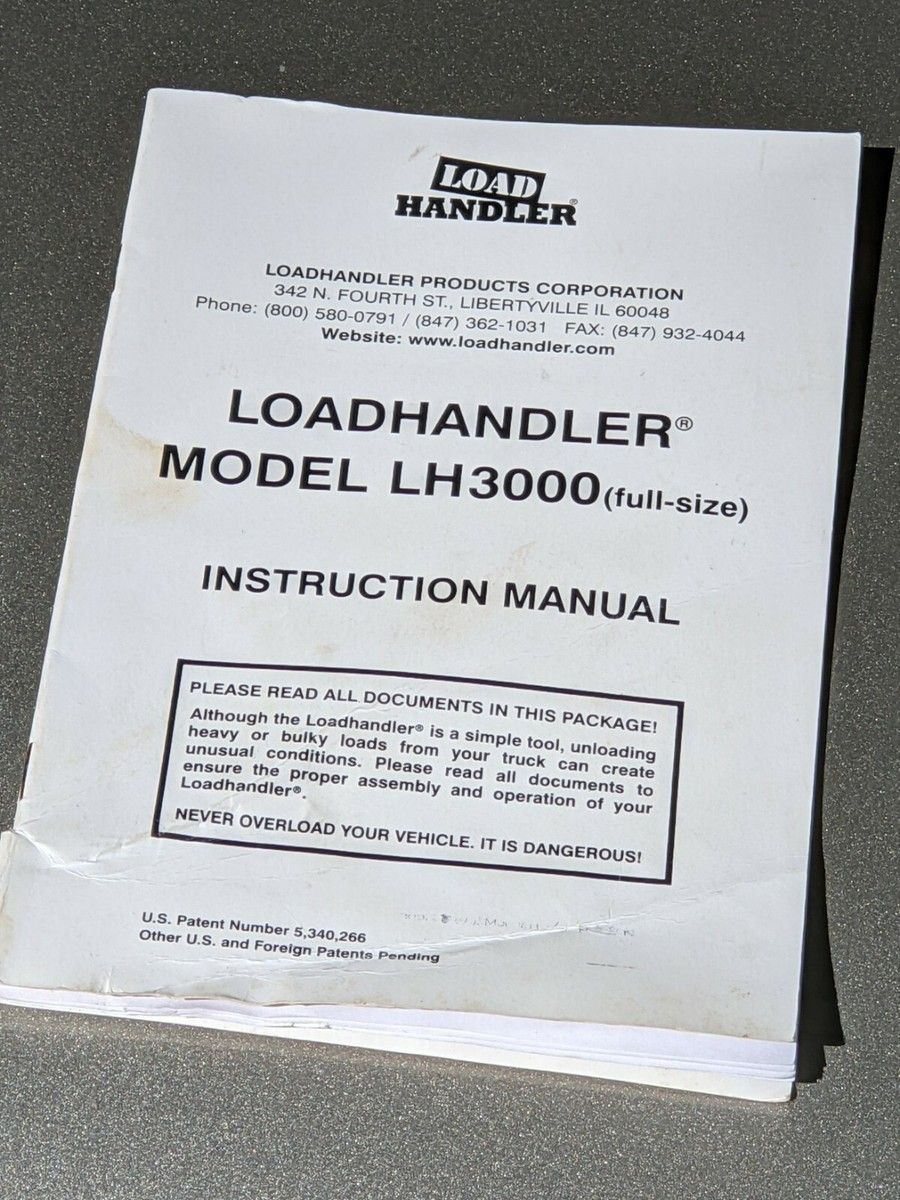 LOAD
HANDLER®
LOADHANDLER PRODUCTS CORPORATION
342 N. FOURTH ST., LIBERTYVILLE IL 60048
Phone: (800) 580-0791 / (847) 362-1031 FAX: (847) 932-4044
Website: www.loadhandler.com
LOADHANDLER®
MODEL LH3000 (full-size)
INSTRUCTION MANUAL
PLEASE READ ALL DOCUMENTS IN THIS PACKAGE!
Although the Loadhandler® is a simple tool, unloading
heavy or bulky loads from your truck can create
unusual conditions. Please read all documents to
ensure the proper assembly and operation of your
Loadhandler®.
NEVER OVERLOAD YOUR VEHICLE. IT IS DANGEROUS!
U.S. Patent Number 5,340,266
Other U.S. and Foreign Patents Pending